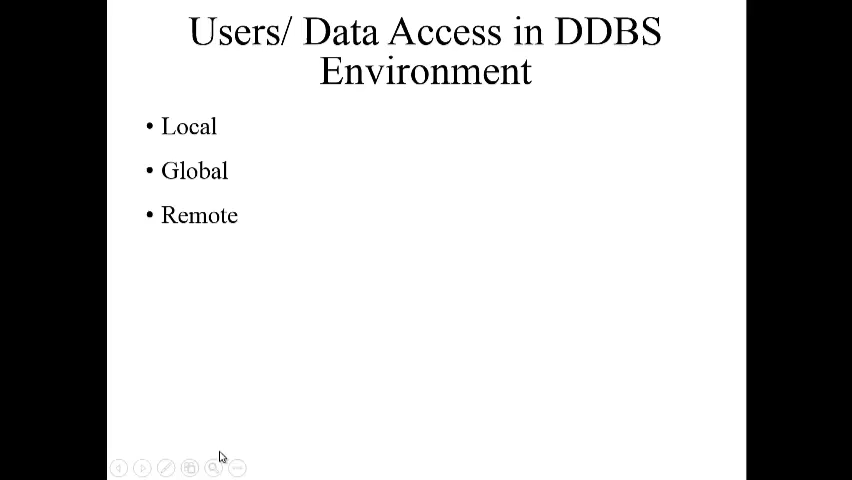 Users/ Data Access in DDBS
Environment
• Local
• Global
• Remote